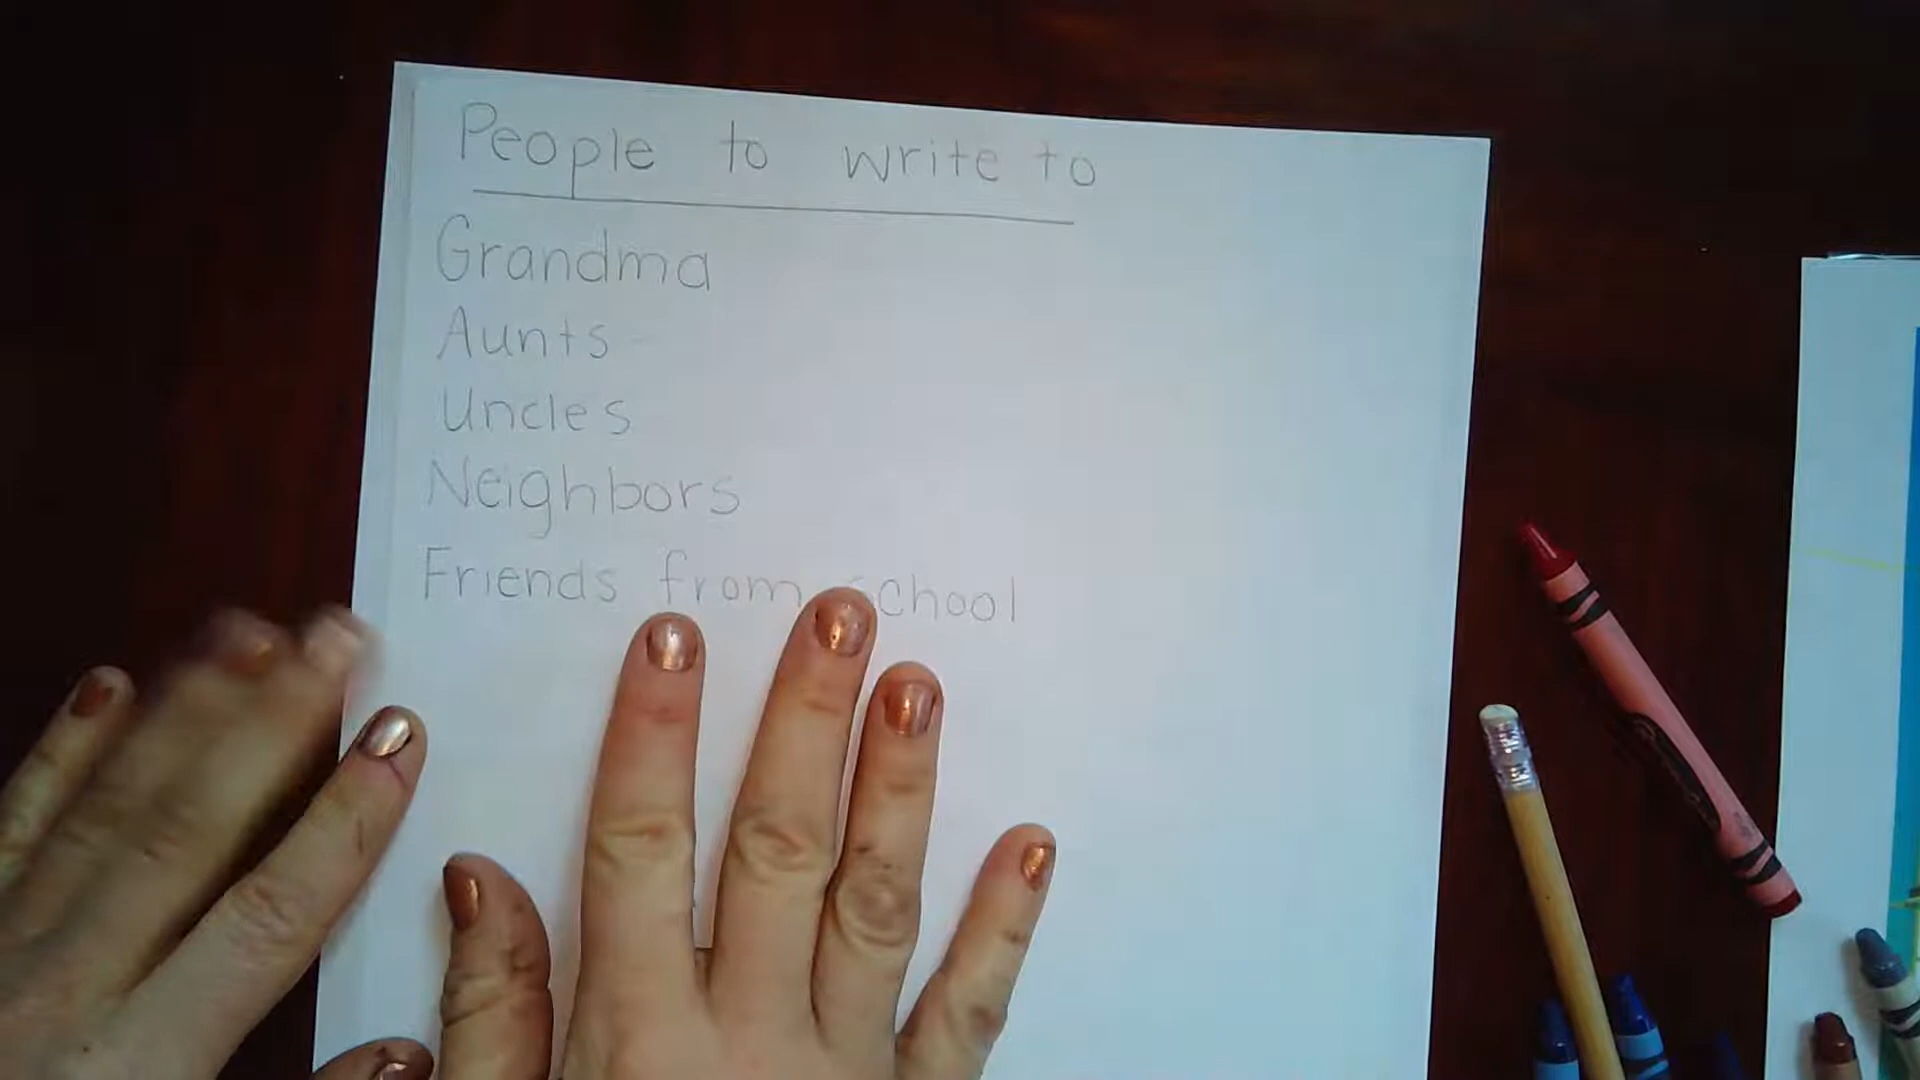 People to write to
Grandma
Aunts
Uncles
Neighbors
Friends from school